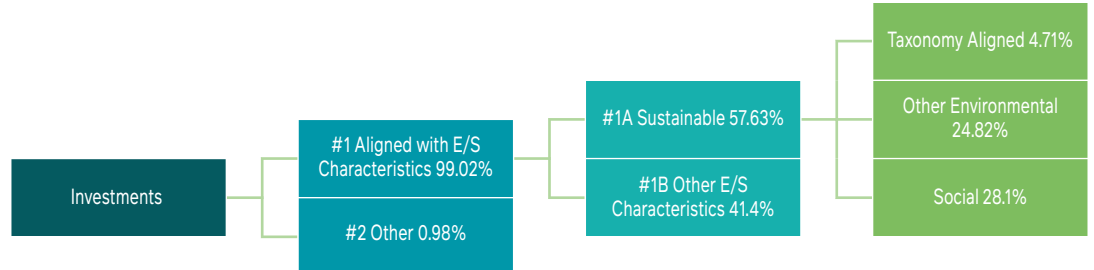 Investments
#1 Aligned with E/S
Characteristics 99.02%
#2 Other 0.98%
#1A Sustainable 57.63%
#1B Other E/S
Characteristics 41.4%
Taxonomy Aligned 4.71%
Other Environmental
24.82%
Social 28.1%